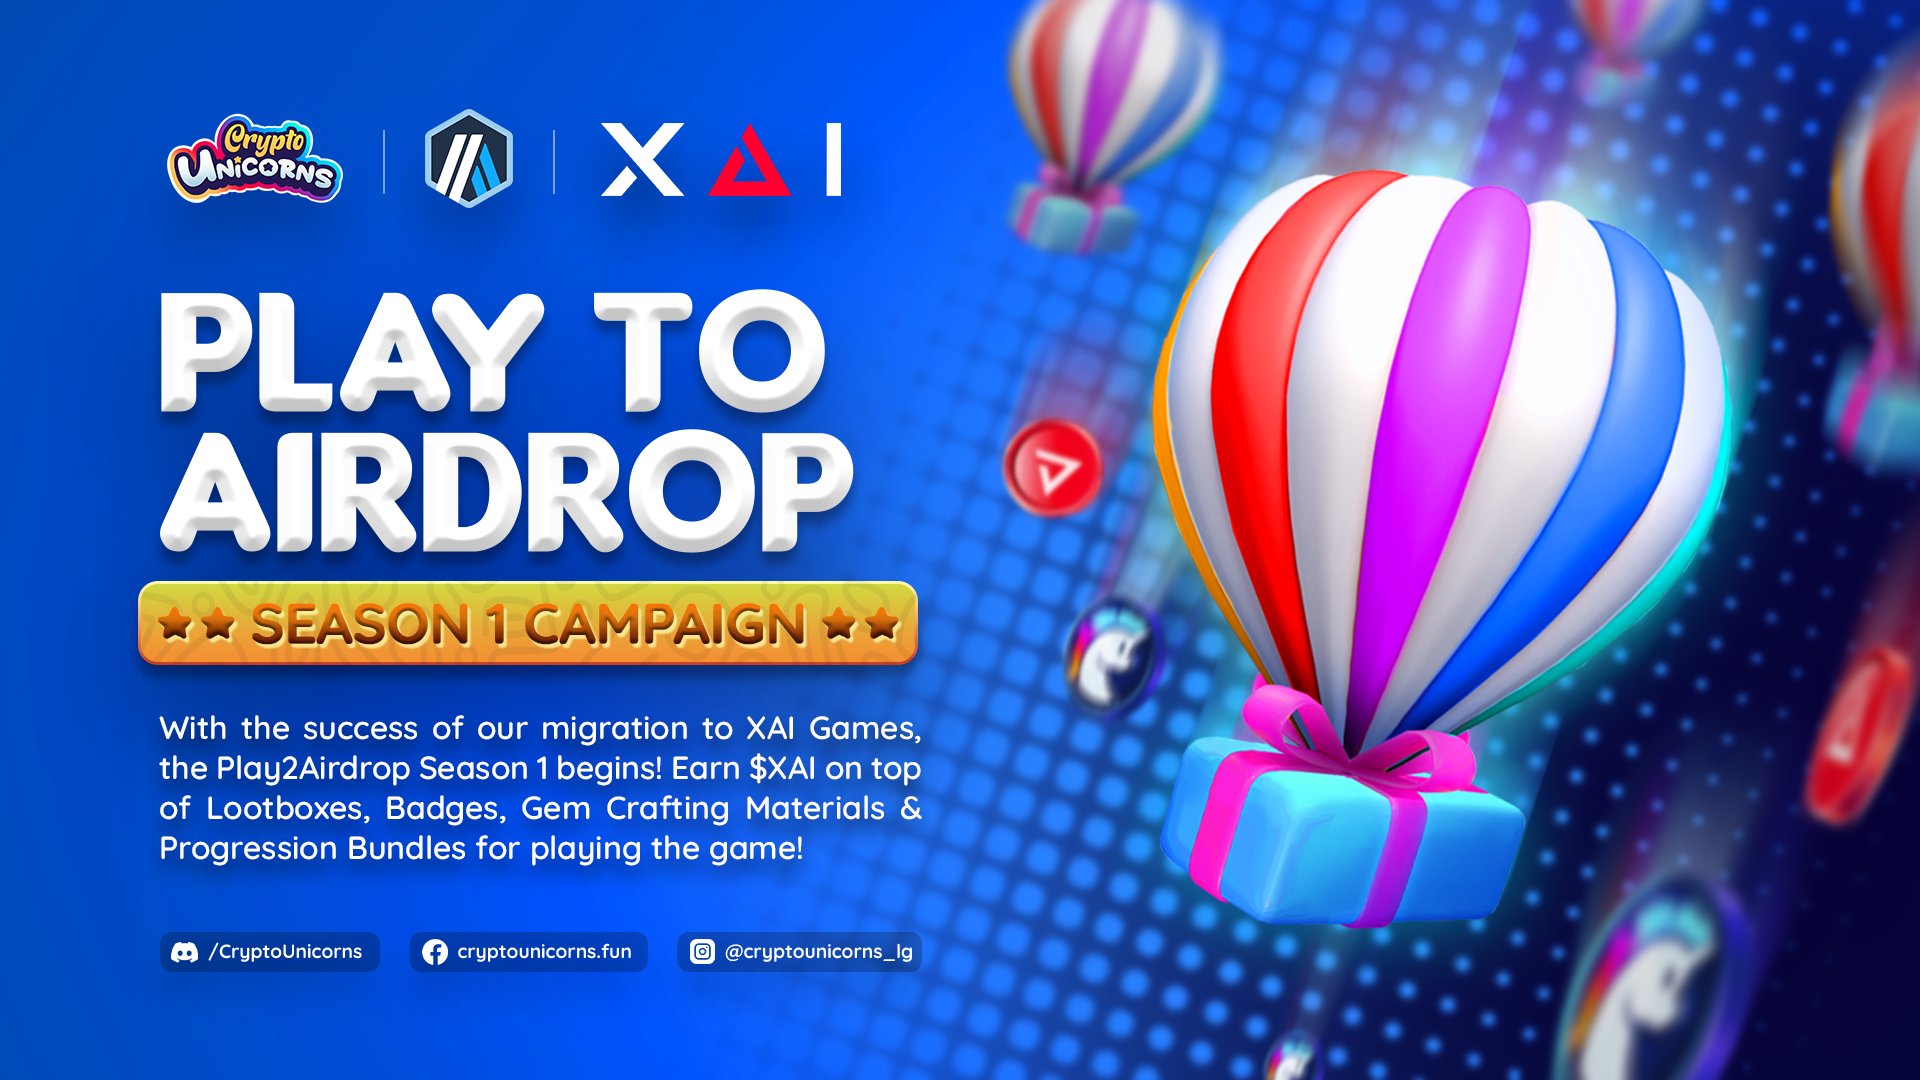 Crypto
UNICORNS
XAI
PLAY TO
AIRDROP
SEASON 1 CAMPAIGN
With the success of our migration to XAI Games,
the Play2Airdrop Season 1 begins! Earn $XAI on top
of Lootboxes, Badges, Gem Crafting Materials &
Progression Bundles for playing the game!
/CryptoUnicorns
cryptounicorns.fun
@cryptounicorns_lg